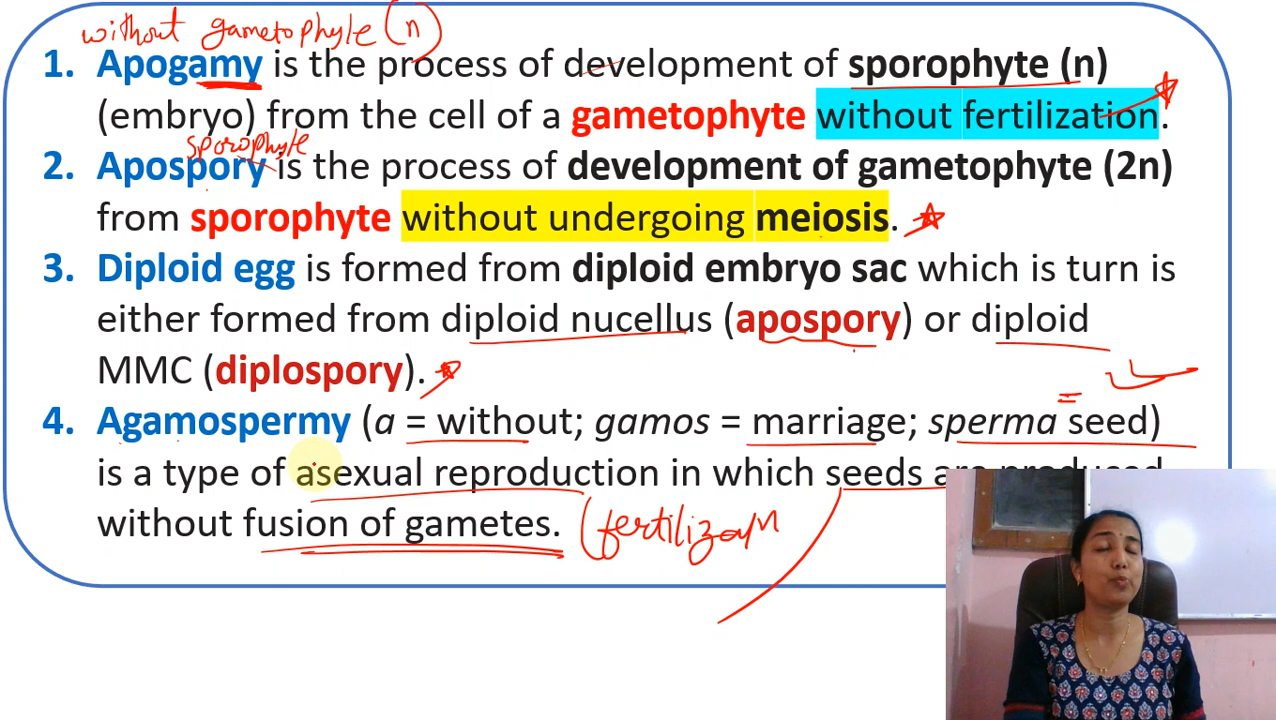 without gametophyte (n)
1. Apogamy is the process of development of sporophyte (n)
(embryo) from the cell of a gametophyte without fertilization.
sporophyte
2. Apospory is the process of development of gametophyte (2n)
from sporophyte without undergoing meiosis.
3. Diploid egg is formed from diploid embryo sac which is turn is
either formed from diploid nucellus (apospory) or diploid
MMC (diplospory).
4. Agamospermy (a = without; gamos = marriage; sperma = seed)
is a type of asexual reproduction in which seeds are produced
without fusion of gametes. (fertilizan